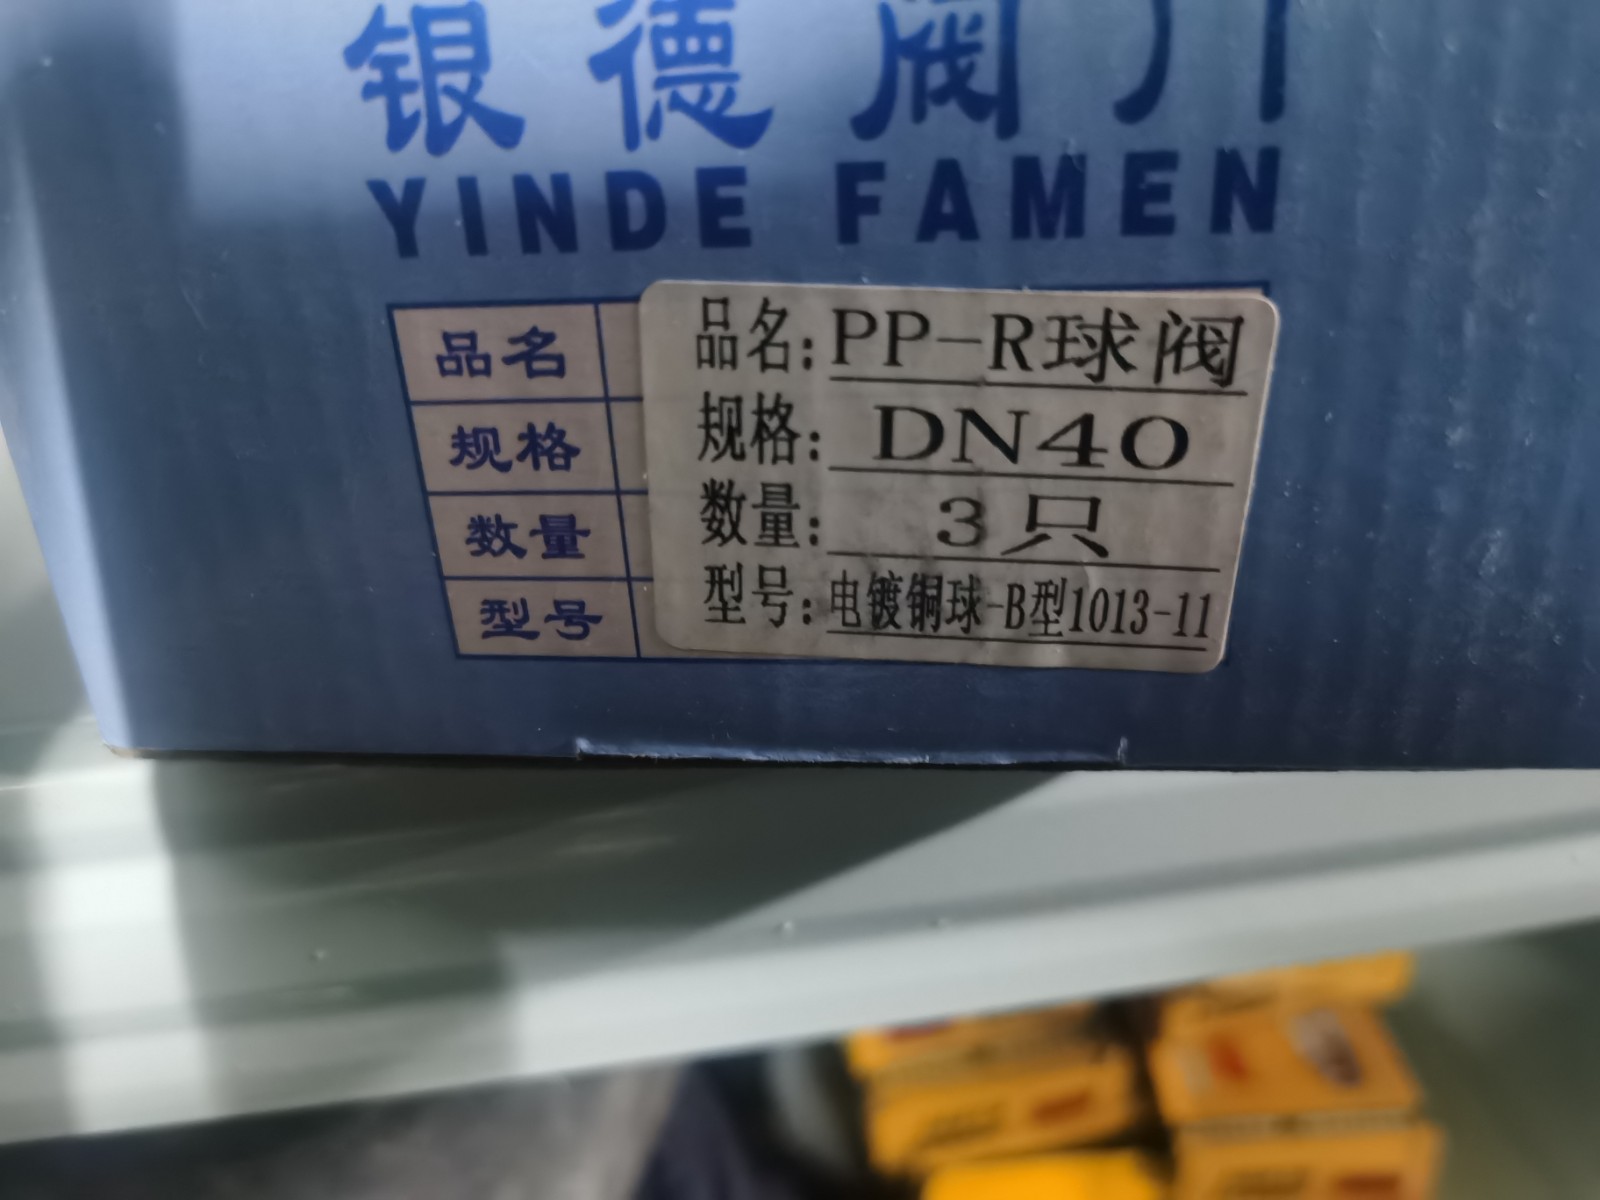 银德阀门
YINDE FAMEN
品名
规格
数量
型号
品名：PP-R球阀
规格：DN40
数量：3只
型号：电镀铜球-B型1013-11